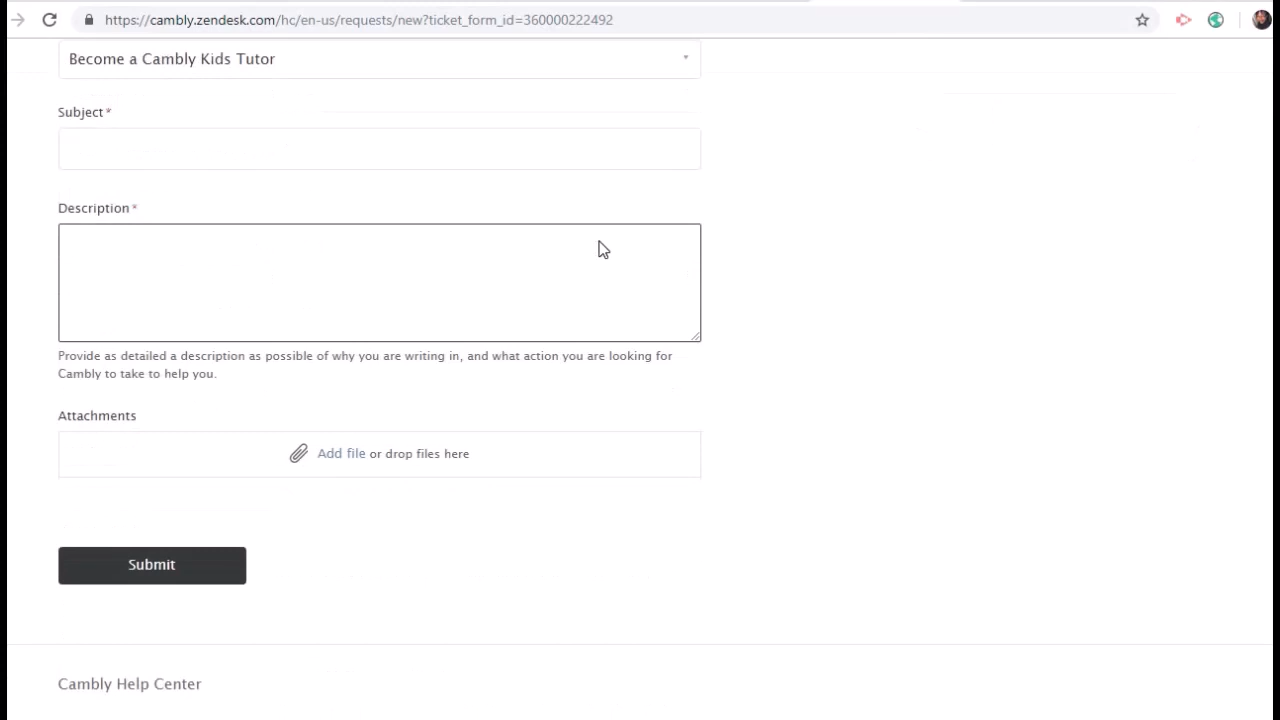 https://cambly.zendesk.com/hc/en-us/requests/new?ticket_form_id=360000222492
Become a Cambly Kids Tutor
Subject*
Description*
Provide as detailed a description as possible of why you are writing in, and what action you are looking for
Cambly to take to help you.
Attachments
Add file or drop files here
Submit
Cambly Help Center